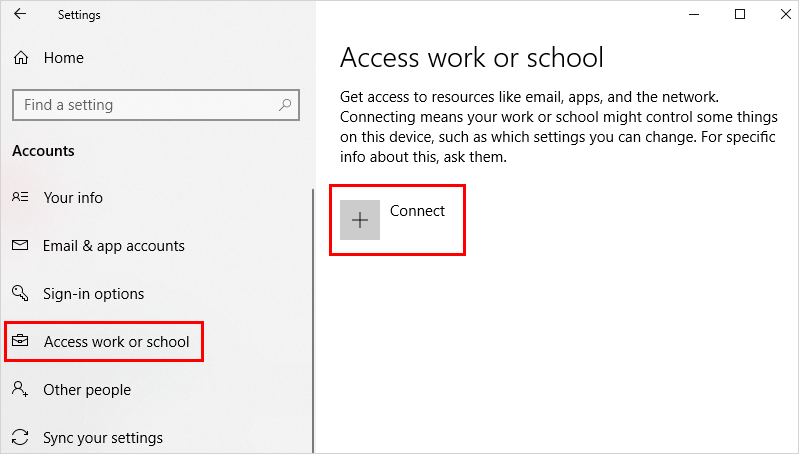 Settings
Home
Find a setting
Accounts
Your info
Email & app accounts
Sign-in options
Access work or school
Other people
Sync your settings
Access work or school
Get access to resources like email, apps, and the network.
Connecting means your work or school might control some things
on this device, such as which settings you can change. For specific
info about this, ask them.
Connect